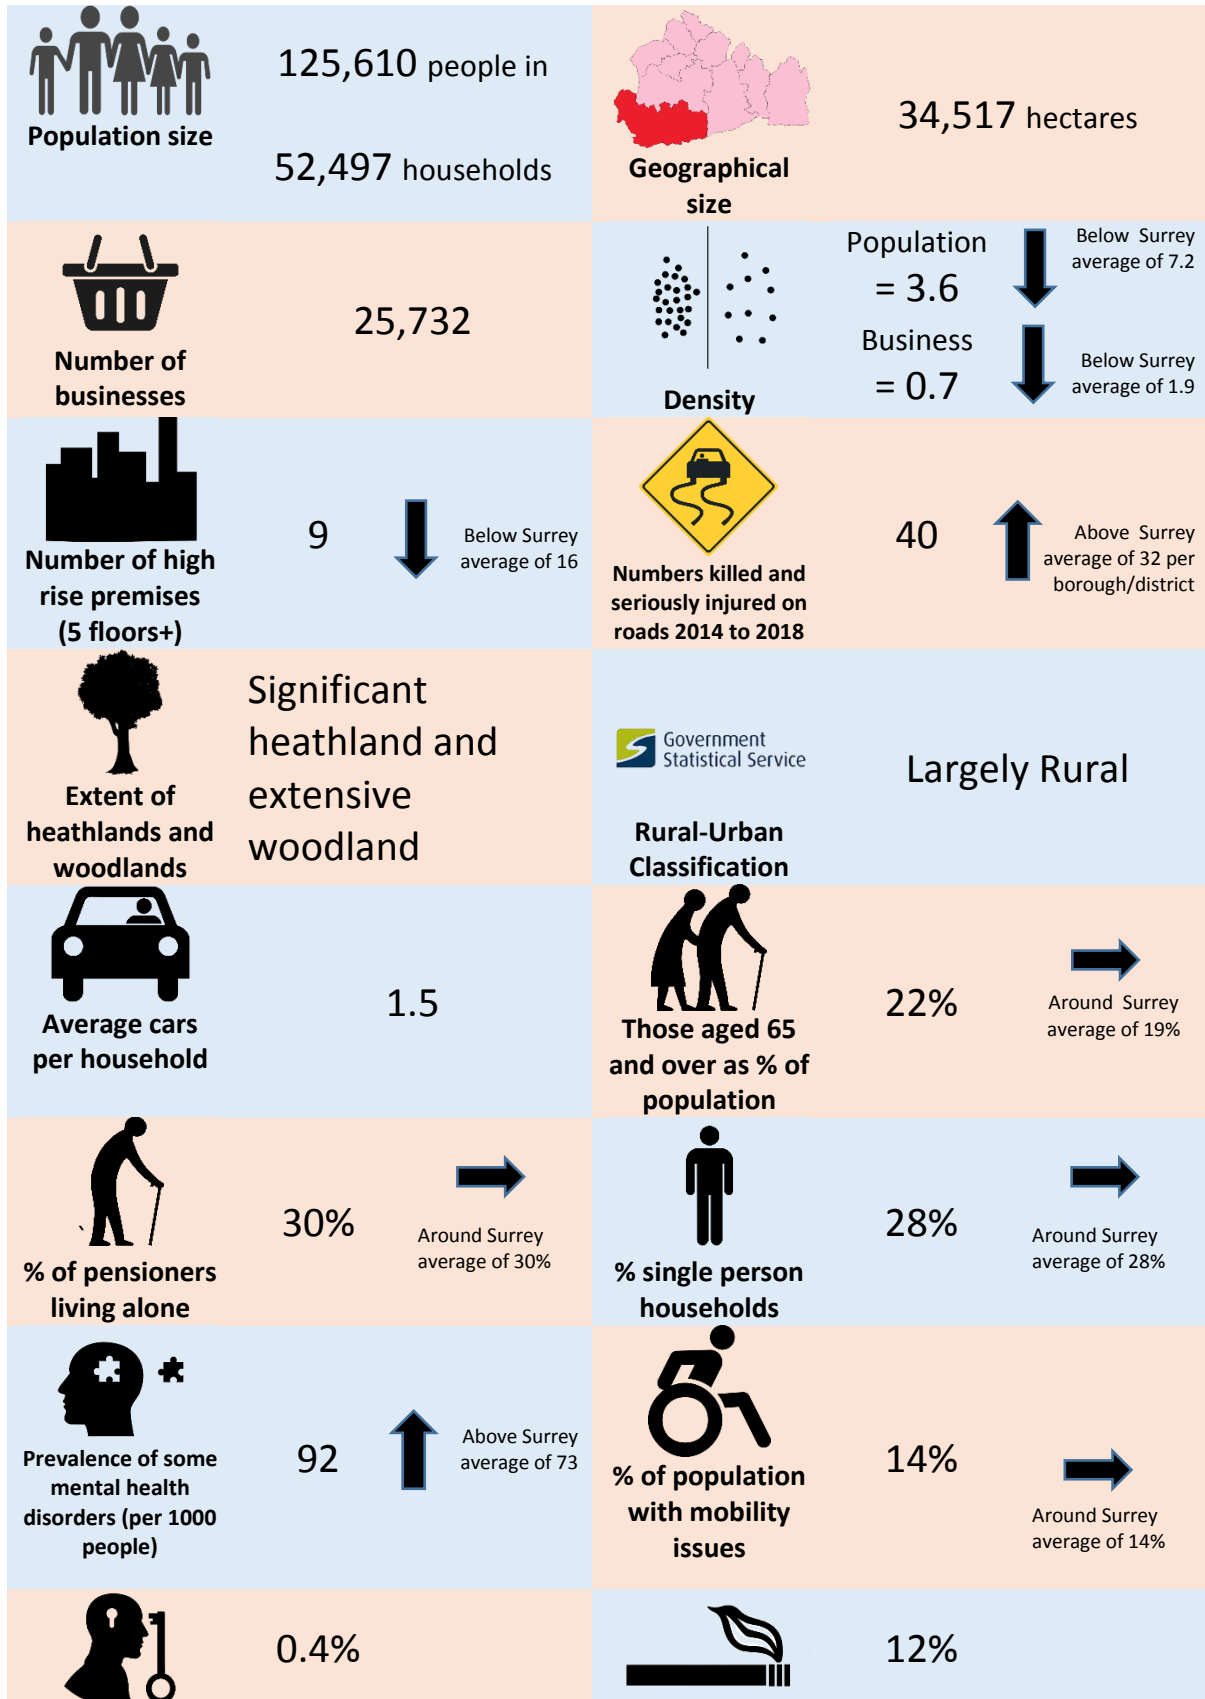 125,610 people in
52,497 households
Population size
34,517 hectares
Geographical
size
25,732
Number of
businesses
Population
= 3.6
Below Surrey
average of 7.2
Business
= 0.7
Below Surrey
average of 1.9
Density
9
Below Surrey
average of 16
Number of high
rise premises
(5 floors+)
40
Above Surrey
average of 32 per
borough/district
Numbers killed and
seriously injured on
roads 2014 to 2018
Significant
heathland and
extensive
woodland
Extent of
heathlands and
woodlands
Government
Statistical Service
Largely Rural
Rural-Urban
Classification
1.5
Average cars
per household
22%
Around Surrey
average of 19%
Those aged 65
and over as % of
population
30%
Around Surrey
average of 30%
% of pensioners
living alone
28%
Around Surrey
average of 28%
% single person
households
92
Above Surrey
average of 73
Prevalence of some
mental health
disorders (per 1000
people)
14%
Around Surrey
average of 14%
% of population
with mobility
issues
0.4%
12%